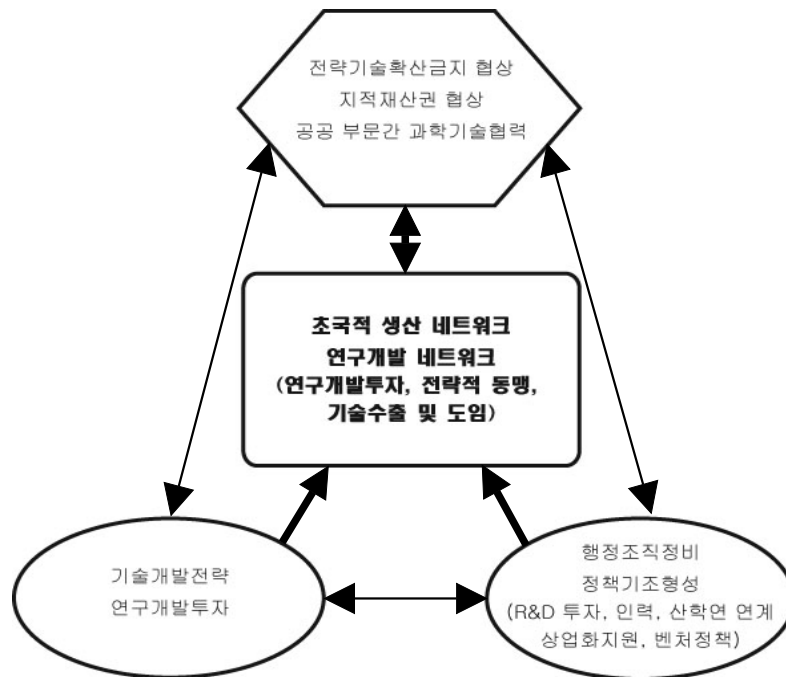 전략기술확산금지 협상
지적재산권 협상
공공 부문간 과학기술협력
초국적 생산 네트워크
연구개발 네트워크
(연구개발투자, 전략적 동맹,
기술수출 및 도임)
기술개발전략
연구개발투자
행정조직정비
정책기조형성
(R&D 투자, 인력, 산학연 연계
상업화지원, 벤처정책)